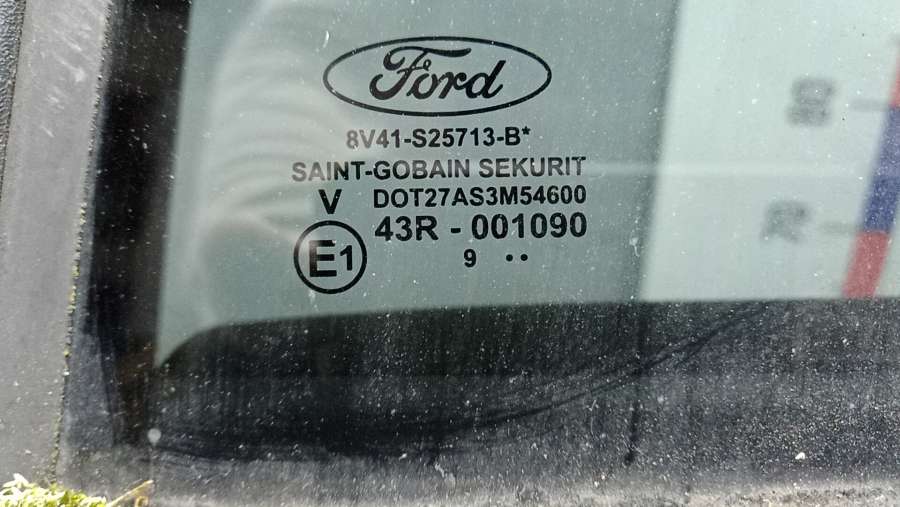 Ford
8V41-S25713-B*
SAINT-GOBAIN SEKURIT
V DOT27AS3M54600
E1 43R - 001090
9 ··